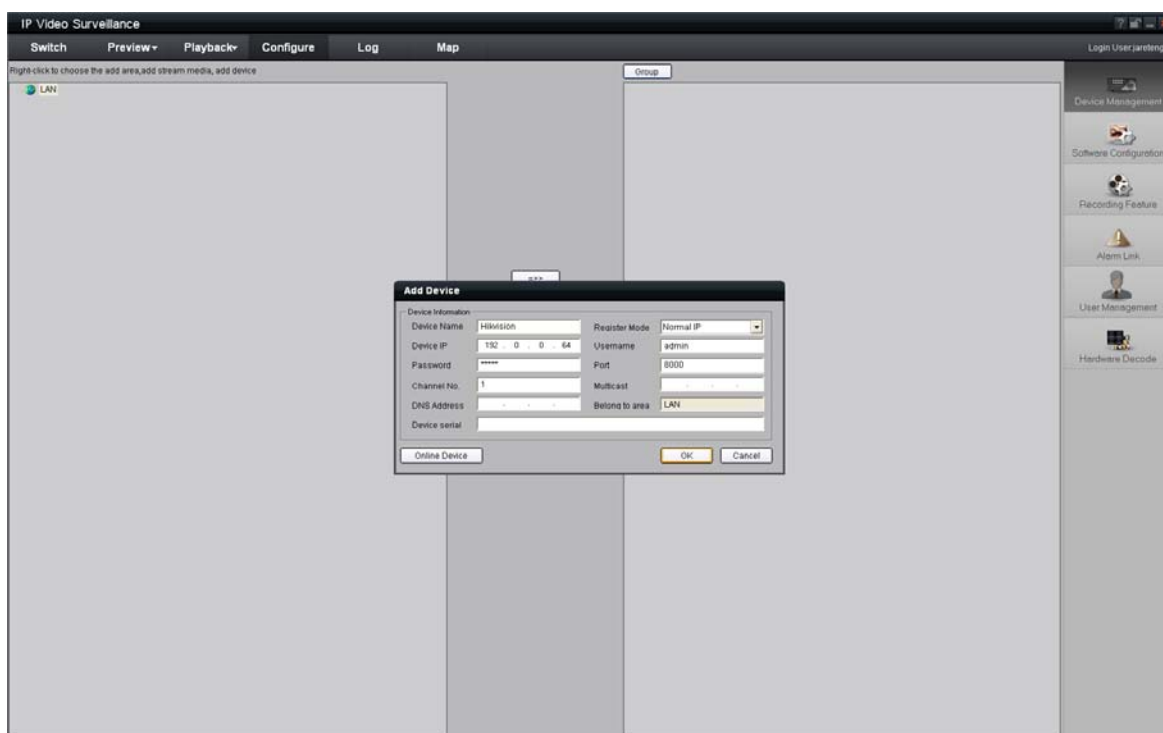 IP Video Surveillance
Switch Preview Playback Configure Log Map
Login User:jareteng
Right-click to choose the add area,add stream media, add device
Group
LAN
Device Management
Software Configuration
Recording Feature
Alarm Link
User Management
Hardware Decode
Add Device
Device Information
Device Name Hikvision Register Mode Normal IP
Device IP 192 . 0 . 0 . 64 Username admin
Password ***** Port 8000
Channel No. 1 Multicast . . .
DNS Address . . . Belong to area LAN
Device serial
Online Device OK Cancel